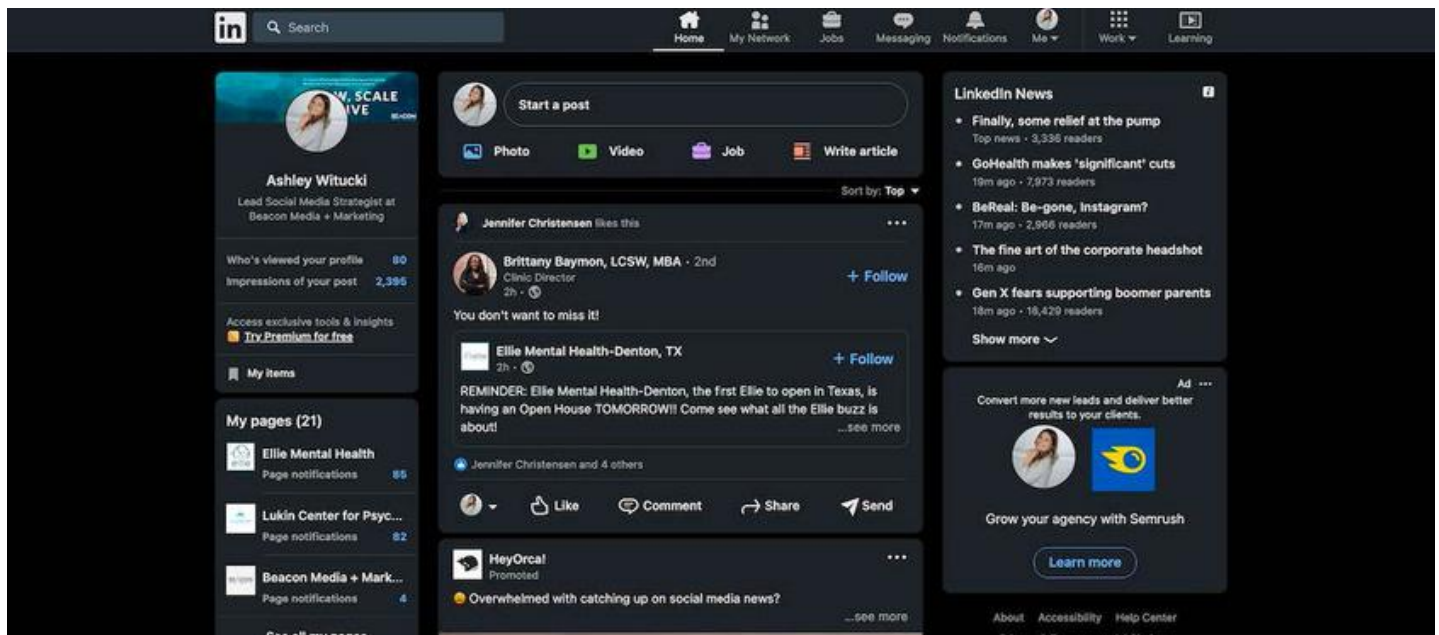 in
Search
Home
My Network
Jobs
Messaging
Notifications
Me
Work
Learning
W, SCALE
IVE
BEACON
Ashley Witucki
Lead Social Media Strategist at
Beacon Media + Marketing
Who's viewed your profile 80
Impressions of your post 2,395
Access exclusive tools & insights
Try Premium for free
My items
My pages (21)
Ellie Mental Health
Page notifications 85
Lukin Center for Psyc...
Page notifications 82
Beacon Media + Mark...
Page notifications 4
See all my pages
Start a post
Photo
Video
Job
Write article
Sort by: Top
Jennifer Christensen likes this
Brittany Baymon, LCSW, MBA · 2nd
Clinic Director
2h ·
+ Follow
You don't want to miss it!
Ellie Mental Health-Denton, TX
2h ·
+ Follow
REMINDER: Ellie Mental Health-Denton, the first Ellie to open in Texas, is
having an Open House TOMORROW!! Come see what all the Ellie buzz is
about!
...see more
Jennifer Christensen and 4 others
Like
Comment
Share
Send
HeyOrca!
Promoted
Overwhelmed with catching up on social media news?
...see more
LinkedIn News
• Finally, some relief at the pump
Top news · 3,336 readers
• GoHealth makes 'significant' cuts
19m ago · 7,973 readers
• BeReal: Be-gone, Instagram?
17m ago · 2,966 readers
• The fine art of the corporate headshot
16m ago
• Gen X fears supporting boomer parents
18m ago · 16,429 readers
Show more
Ad
Convert more new leads and deliver better
results to your clients.
Grow your agency with Semrush
Learn more
About Accessibility Help Center